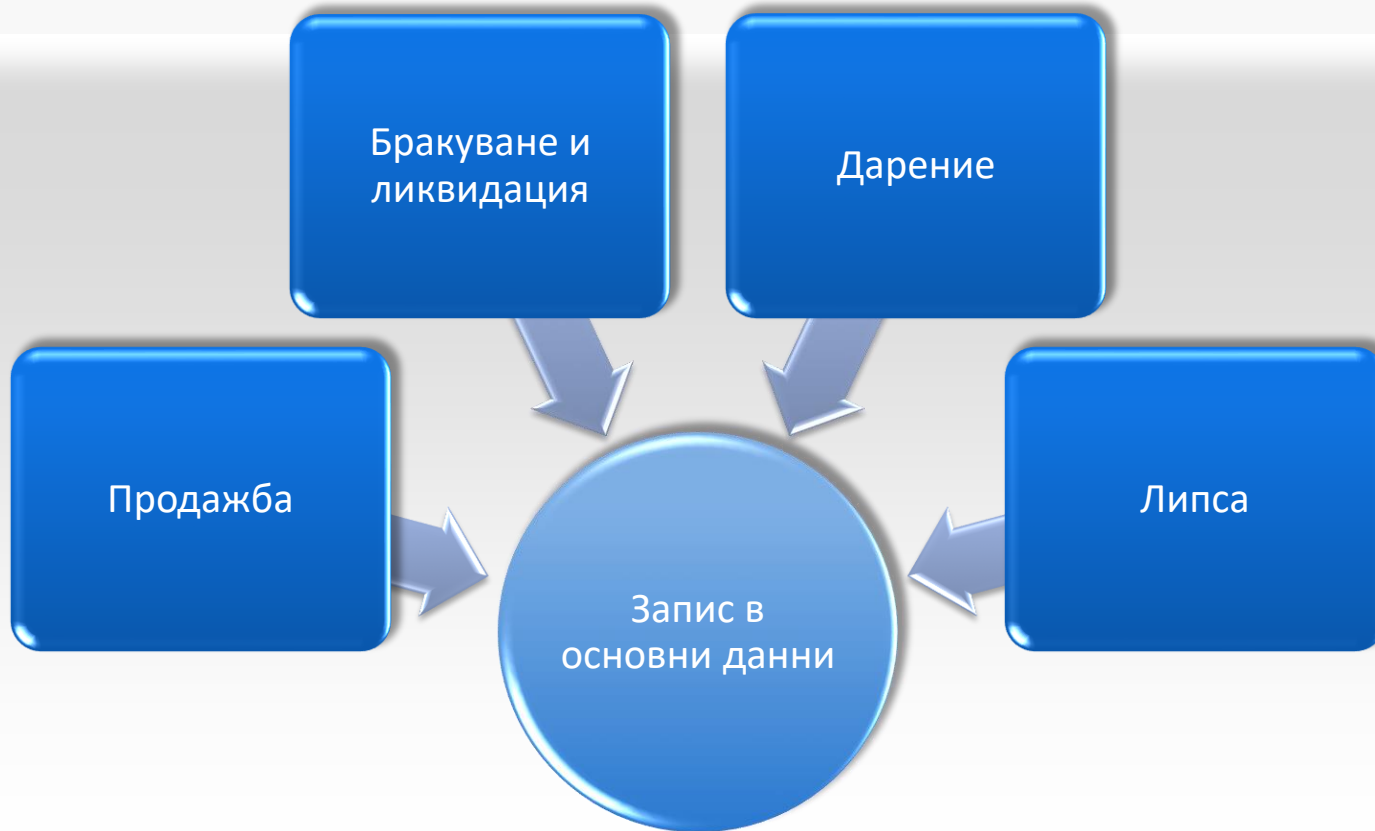 Бракуване и
ликвидация
Дарение
Продажба
Липса
Запис в
основни данни